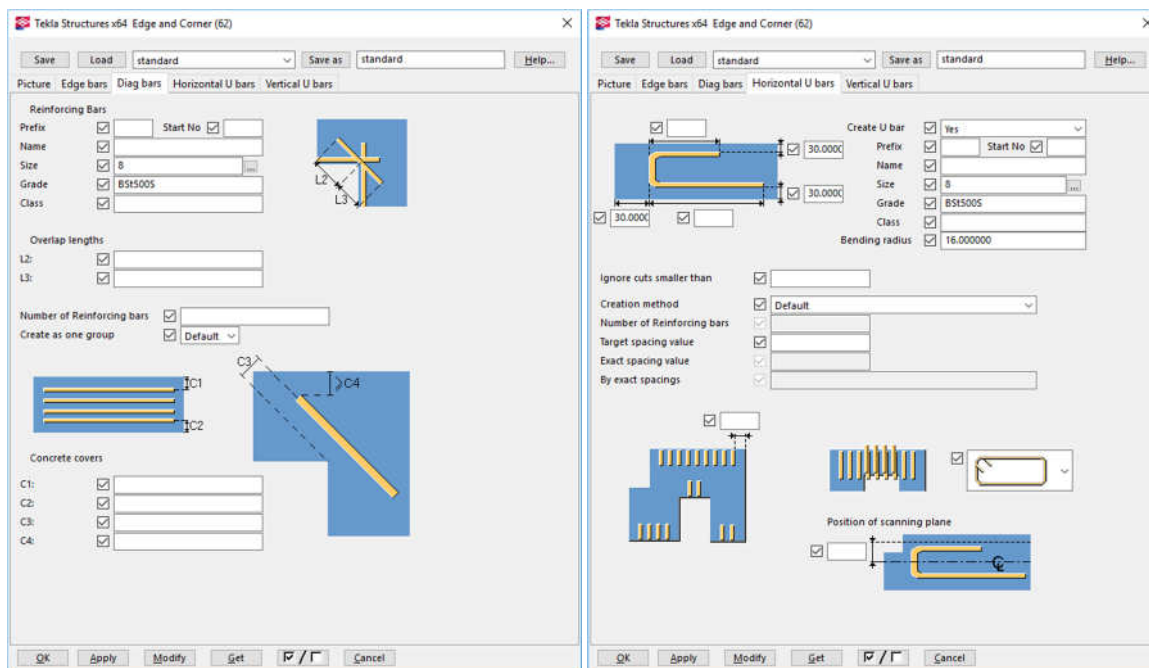 Tekla Structures x64 Edge and Corner (62)
Save Load standard Save as standard Help...
Picture Edge bars Diag bars Horizontal U bars Vertical U bars
Reinforcing Bars
Prefix Start No
Name
Size 8 ...
Grade BSt500S
Class
L2
L3
Overlap lengths
L2:
L3:
Number of Reinforcing bars
Create as one group Default
C1
C2
C3
C4
Concrete covers
C1:
C2:
C3:
C4:
OK Apply Modify Get / Cancel
Tekla Structures x64 Edge and Corner (62)
Save Load standard Save as standard Help...
Picture Edge bars Diag bars Horizontal U bars Vertical U bars
30.000
30.000
30.000
Create U bar Yes
Prefix Start No
Name
Size 8 ...
Grade BSt500S
Class
Bending radius 16.000000
Ignore cuts smaller than
Creation method Default
Number of Reinforcing bars
Target spacing value
Exact spacing value
By exact spacings
Position of scanning plane
OK Apply Modify Get / Cancel